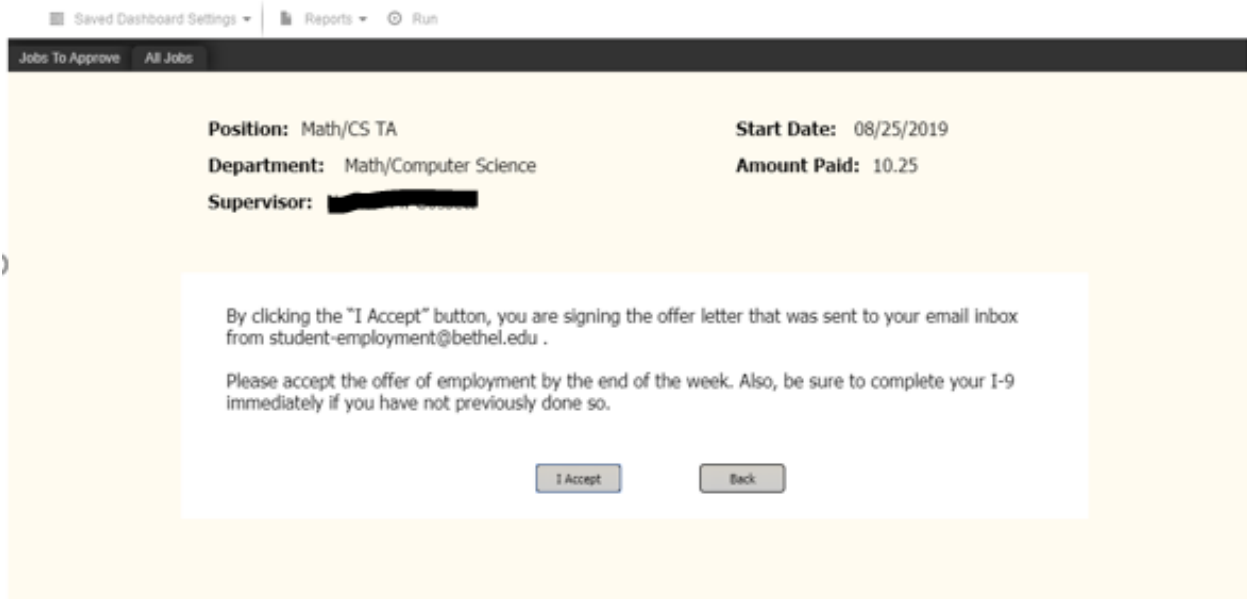 Saved Dashboard Settings Reports Run
Jobs To Approve All Jobs
Position: Math/CS TA Start Date: 08/25/2019
Department: Math/Computer Science Amount Paid: 10.25
Supervisor:
By clicking the “I Accept” button, you are signing the offer letter that was sent to your email inbox
from student-employment@bethel.edu .
Please accept the offer of employment by the end of the week. Also, be sure to complete your I-9
immediately if you have not previously done so.
I Accept Back